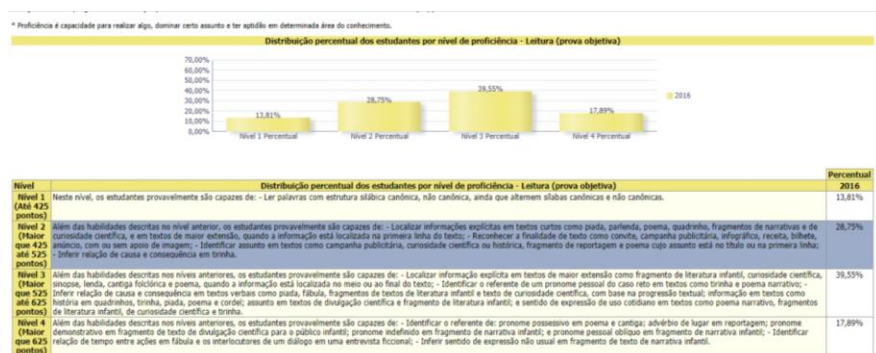 * Proficiência é capacidade para realizar algo, dominar certo assunto e ter aptidão em determinada área do conhecimento.
Distribuição percentual dos estudantes por nível de proficiência - Leitura (prova objetiva)
70,00%
60,00%
50,00%
40,00%
30,00%
20,00%
10,00%
0,00%
13,81%
28,75%
39,55%
17,89%
Nível 1 Percentual
Nível 2 Percentual
Nível 3 Percentual
Nível 4 Percentual
2016
Percentual
Nível
Distribuição percentual dos estudantes por nível de proficiência - Leitura (prova objetiva)
2016
Nível 1
(Até 425
pontos)
Neste nível, os estudantes provavelmente são capazes de: - Ler palavras com estrutura silábica canônica, não canônica, ainda que alternem sílabas canônicas e não canônicas.
13,81%
Nível 2
(Maior
que 425
até 525
pontos)
Além das habilidades descritas no nível anterior, os estudantes provavelmente são capazes de: - Localizar informações explícitas em textos curtos como piada, parlenda, poema, quadrinho, fragmentos de narrativas e de
curiosidade científica, e em textos de maior extensão, quando a informação está localizada na primeira linha do texto; - Reconhecer a finalidade de texto como convite, campanha publicitária, infográfico, receita, bilhete,
anúncio, com ou sem apoio de imagem; - Identificar assunto em textos como campanha publicitária, curiosidade científica ou histórica, fragmento de reportagem e poema cujo assunto está no título ou na primeira linha;
- Inferir relação de causa e consequência em tirinha.
28,75%
Nível 3
(Maior
que 525
até 625
pontos)
Além das habilidades descritas nos níveis anteriores, os estudantes provavelmente são capazes de: - Localizar informação explícita em textos de maior extensão como fragmento de literatura infantil, curiosidade científica,
sinopse, lenda, cantiga folclórica e poema, quando a informação está localizada no meio ou ao final do texto; - Identificar o referente de um pronome pessoal do caso reto em textos como tirinha e poema narrativo; -
Inferir relação de causa e consequência em textos verbais como piada, fábula, fragmentos de textos de literatura infantil e texto de curiosidade científica, com base na progressão textual; informação em textos como
história em quadrinhos, tirinha, piada, poema e cordel; assunto em textos de divulgação científica e fragmento de literatura infantil; e sentido de expressão de uso cotidiano em textos como poema narrativo, fragmentos
de literatura infantil, de curiosidade científica e tirinha.
39,55%
Nível 4
(Maior
que 625
pontos)
Além das habilidades descritas nos níveis anteriores, os estudantes provavelmente são capazes de: - Identificar o referente de: pronome possessivo em poema e cantiga; advérbio de lugar em reportagem; pronome
demonstrativo em fragmento de texto de divulgação científica para o público infantil; pronome indefinido em fragmento de narrativa infantil; e pronome pessoal oblíquo em fragmento de narrativa infantil; - Identificar
relação de tempo entre ações em fábula e os interlocutores de um diálogo em uma entrevista ficcional; - Inferir sentido de expressão não usual em fragmento de texto de narrativa infantil.
17,89%